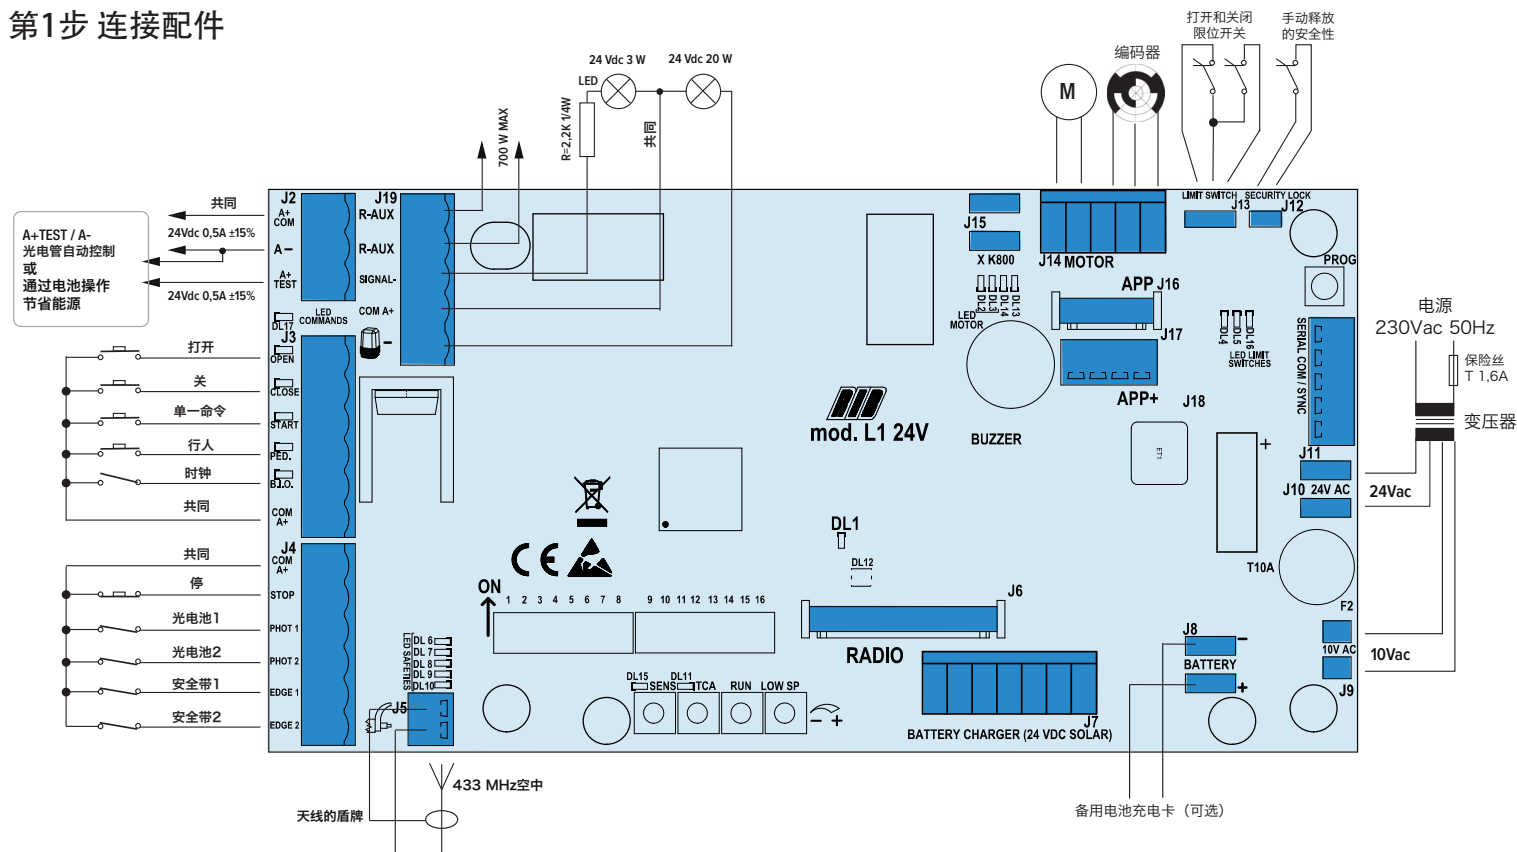 第1步 连接配件
24 Vdc 3 W
24 Vdc 20 W
LED
700 W MAX
R=2,2K 1/4W
共同
编码器
M
打开和关闭
限位开关
手动释放
的安全性
共同
24Vdc 0,5A ±15%
24Vdc 0,5A ±15%
A+TEST / A-
光电管自动控制
或
通过电池操作
节省能源
J2
A+
COM
A-
A+
TEST
LED
COMMANDS
DL17
J19
R-AUX
R-AUX
SIGNAL-
COM A+
-
J15
X K800
J14 MOTOR
LIMIT SWITCH
J13
SECURITY LOCK
J12
PROG
DL2
DL3
DL14
DL13
LED
MOTOR
APP J16
J17
APP+
DL4
DL5
DL16
LED LIMIT
SWITCHES
SERIAL COM / SYNC
电源
230Vac 50Hz
保险丝
T 1,6A
变压器
J3
OPEN
CLOSE
START
PED.
B.I.O.
COM
A+
打开
关
单一命令
行人
时钟
共同
mod. L1 24V
BUZZER
J18
ET1
+
J11
J10 24V AC
24Vac
J4
COM
A+
STOP
PHOT 1
PHOT 2
EDGE 1
EDGE 2
共同
停
光电池1
光电池2
安全带1
安全带2
CE
DL1
DL12
T10A
F2
ON
1 2 3 4 5 6 7 8
9 10 11 12 13 14 15 16
J6
RADIO
LED SAFETIES
DL 6
DL 7
DL 8
DL 9
DL10
J5
DL15
SENS
DL11
TCA
RUN
LOW SP
- +
J7
BATTERY CHARGER (24 VDC SOLAR)
J8
-
BATTERY
+
10V AC
J9
10Vac
433 MHz空中
天线的盾牌
备用电池充电卡（可选）